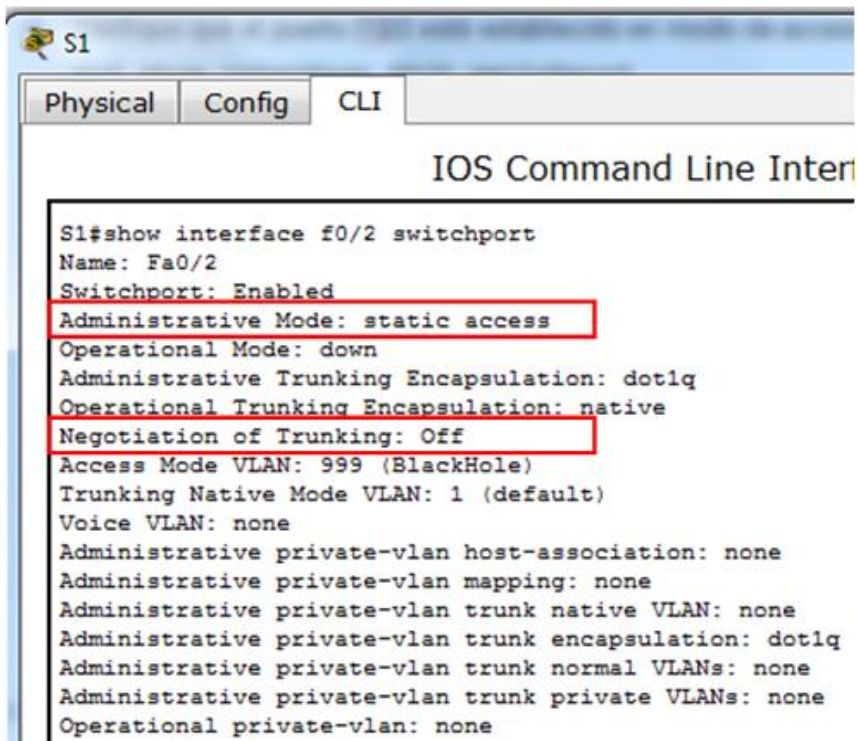 S1
Physical Config CLI
IOS Command Line
S1#show interface f0/2 switchport
Name: Fa0/2
Switchport: Enabled
Administrative Mode: static access
Operational Mode: down
Administrative Trunking Encapsulation: dot1q
Operational Trunking Encapsulation: native
Negotiation of Trunking: Off
Access Mode VLAN: 999 (BlackHole)
Trunking Native Mode VLAN: 1 (default)
Voice VLAN: none
Administrative private-vlan host-association: none
Administrative private-vlan mapping: none
Administrative private-vlan trunk native VLAN: none
Administrative private-vlan trunk encapsulation: dot1q
Administrative private-vlan trunk normal VLANs: none
Administrative private-vlan trunk private VLANs: none
Operational private-vlan: none